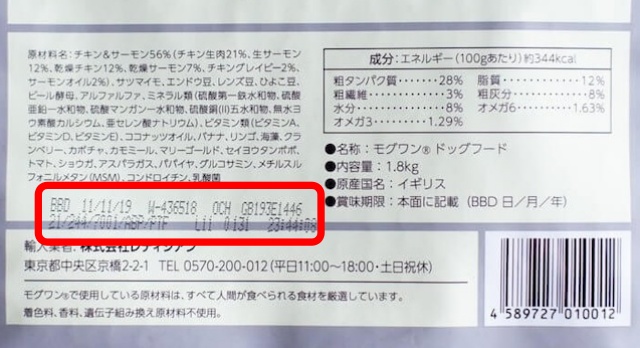 原材料名:チキン&サーモン56%(チキン生肉21%、生サーモン
12%、乾燥チキン12%、乾燥サーモン7%、チキングレイビー2%、
サーモンオイル2%)、サツマイモ、エンドウ豆、レンズ豆、ひよこ豆、
ビール酵母、アルファルファ、ミネラル類(硫酸第一鉄水和物、硫酸
亜鉛一水和物、硫酸マンガン一水和物、硫酸銅(II)五水和物、無水ヨ
ウ素酸カルシウム、亜セレン酸ナトリウム)、ビタミン類(ビタミンA、
ビタミンD、ビタミンE)、ココナッツオイル、バナナ、リンゴ、海藻、クラ
ンベリー、カボチャ、カモミール、マリーゴールド、セイヨウタンポポ、
トマト、ショウガ、アスパラガス、パパイヤ、グルコサミン、メチルスル
フォニルメタン(MSM)、コンドロイチン、乳酸菌
成分:エネルギー(100gあたり)約344kcal
粗タンパク質……28% 脂質……12%
粗繊維……3% 粗灰分……8%
水分……8% オメガ6……1.63%
オメガ3……1.29%
●名称:モグワン® ドッグフード
●内容量:1.8kg
●原産国名:イギリス
●賞味期限:本面に記載(BBD 日/月/年)
BBD 11/11/19 W-436518 OCH GB193E1446
21/244/7001/ABP/PTF L11 0131 23:44:08
輸入業者:株式会社レティシアン
東京都中央区京橋2-2-1 TEL 0570-200-012(平日11:00〜18:00・土日祝休)
モグワン®で使用している原材料は、すべて人間が食べられる食材を厳選しています。
着色料、香料、遺伝子組み換え原材料不使用。
4 589727 010012